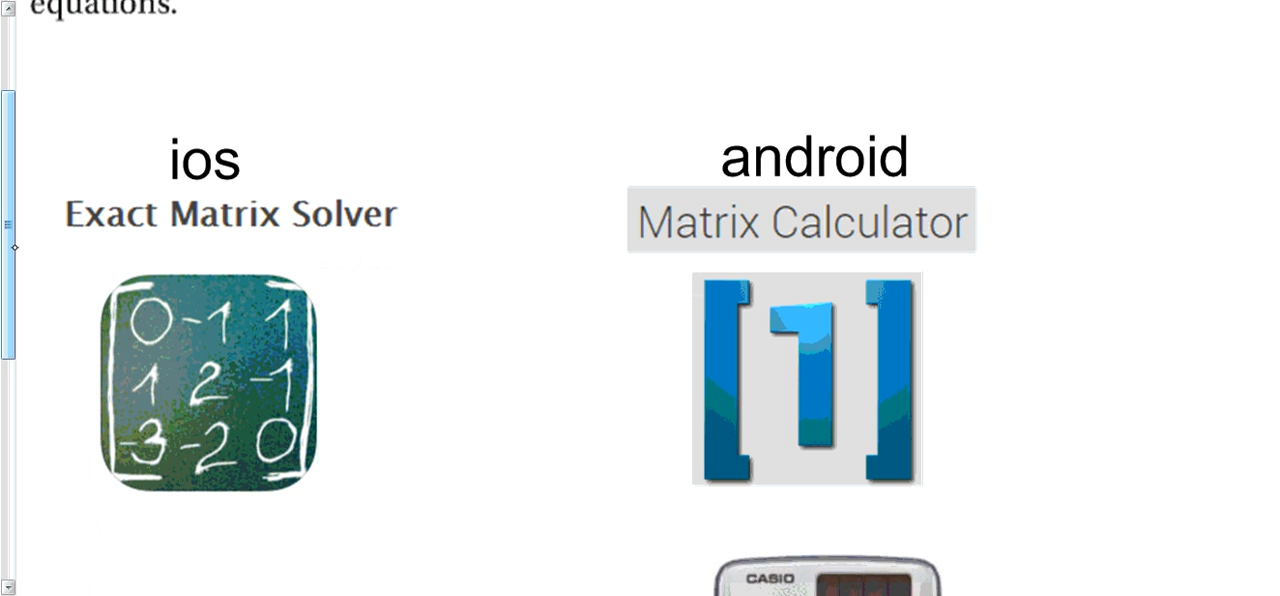 equations.
ios
android
Exact Matrix Solver
Matrix Calculator
0 -1 1
1 2 -1
-3 -2 0
[1]
CASIO